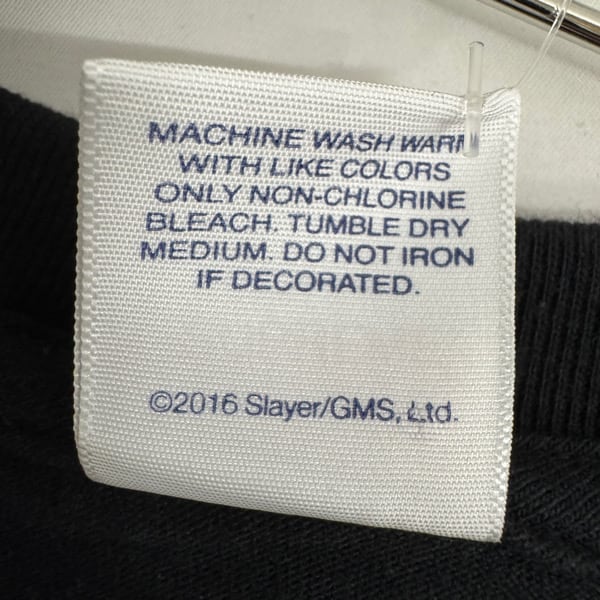 MACHINE WASH WARM
WITH LIKE COLORS
ONLY NON-CHLORINE
BLEACH. TUMBLE DRY
MEDIUM. DO NOT IRON
IF DECORATED.
©2016 Slayer/GMS, Ltd.